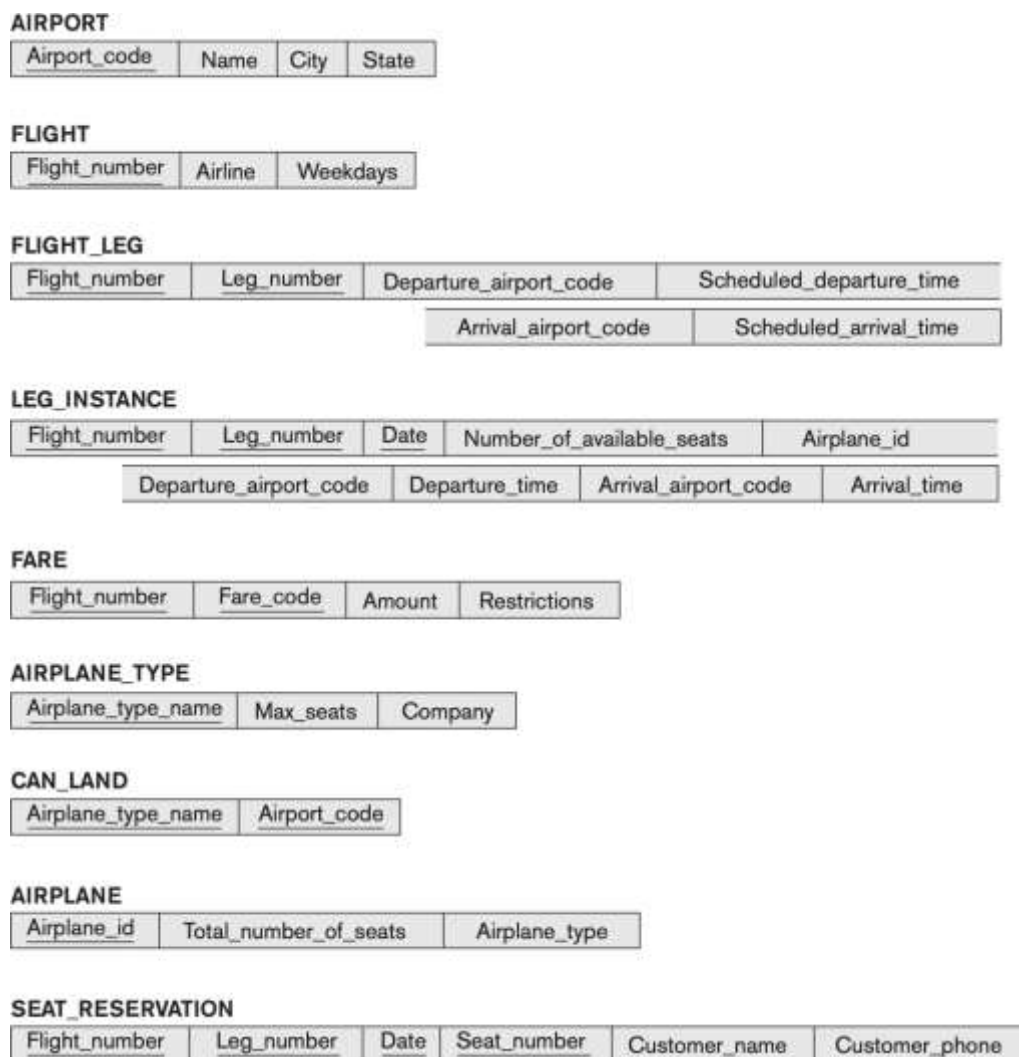 AIRPORT
Airport_code Name City State
FLIGHT
Flight_number Airline Weekdays
FLIGHT_LEG
Flight_number Leg_number Departure_airport_code Scheduled_departure_time
Arrival_airport_code Scheduled_arrival_time
LEG_INSTANCE
Flight_number Leg_number Date Number_of_available_seats Airplane_id
Departure_airport_code Departure_time Arrival_airport_code Arrival_time
FARE
Flight_number Fare_code Amount Restrictions
AIRPLANE_TYPE
Airplane_type_name Max_seats Company
CAN_LAND
Airplane_type_name Airport_code
AIRPLANE
Airplane_id Total_number_of_seats Airplane_type
SEAT_RESERVATION
Flight_number Leg_number Date Seat_number Customer_name Customer_phone